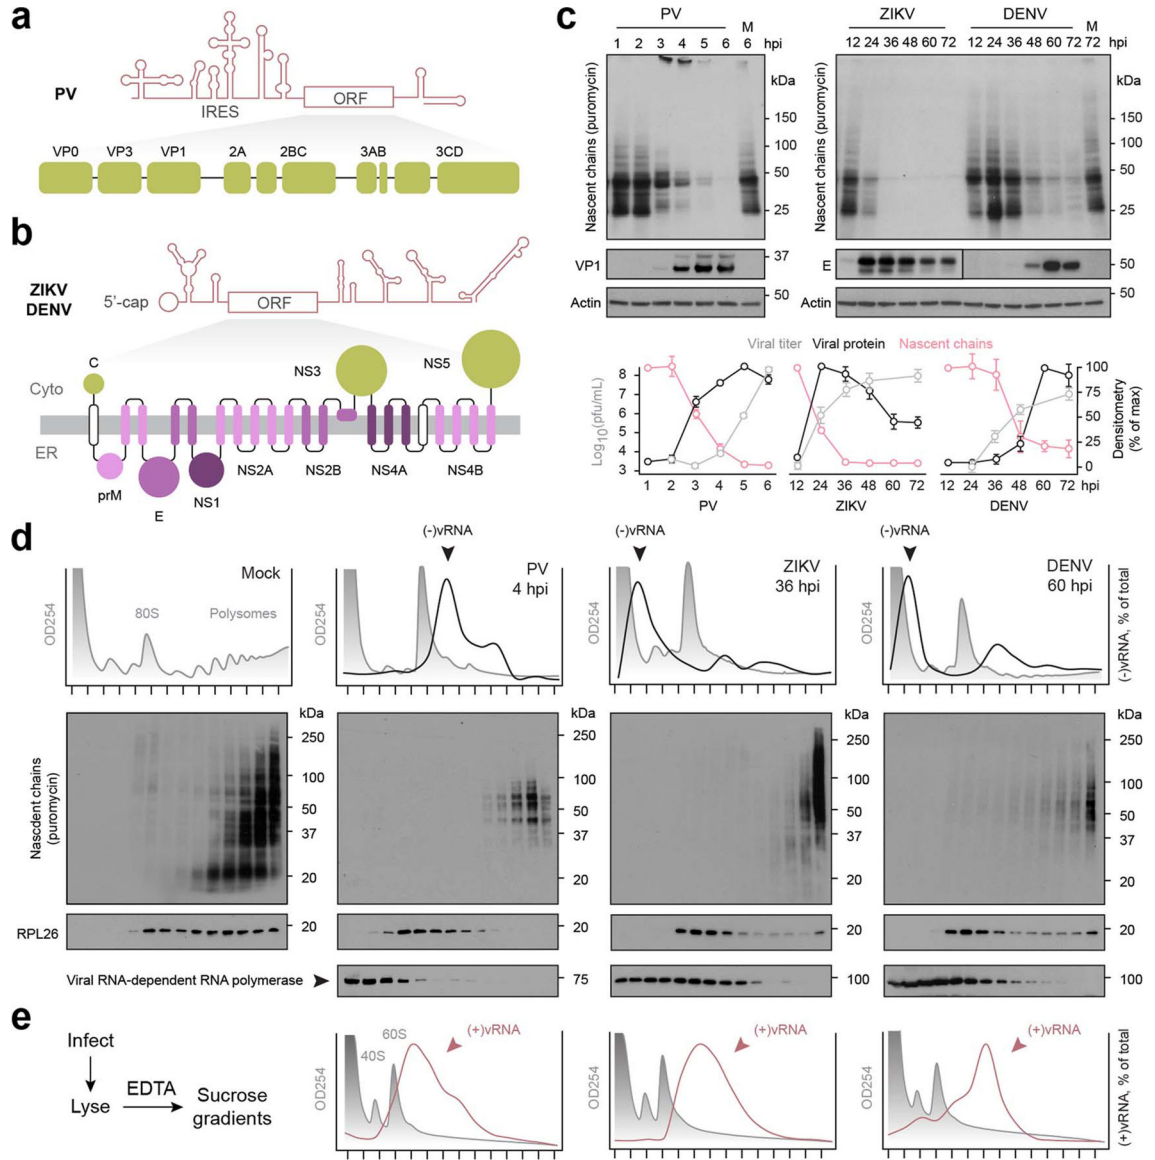 a
PV
IRES
ORF
VP0 VP3 VP1 2A 2BC 3AB 3CD
b
ZIKV
DENV
5'-cap
ORF
C
NS3
NS5
Cyto
ER
prM
E
NS1
NS2A
NS2B
NS4A
NS4B
c
PV M
1 2 3 4 5 6 6 hpi
Nascent chains (puromycin)
kDa
150
100
50
25
VP1
37
Actin
50
ZIKV DENV M
12 24 36 48 60 72 12 24 36 48 60 72 72 hpi
Nascent chains (puromycin)
kDa
150
100
50
25
E
50
Actin
50
Viral titer Viral protein Nascent chains
Log10(pfu/mL)
8
7
6
5
4
3
1 2 3 4 5 6
PV
12 24 36 48 60 72
ZIKV
12 24 36 48 60 72 hpi
DENV
100
75
50
25
0
Densitometry
(% of max)
d
OD254
Mock
80S
Polysomes
(-)vRNA
OD254
PV
4 hpi
(-)vRNA
OD254
ZIKV
36 hpi
(-)vRNA
OD254
DENV
60 hpi
(-)vRNA, % of total
Nascdent chains
(puromycin)
kDa
250
100
50
37
20
kDa
250
100
50
37
20
kDa
250
100
50
37
20
kDa
250
100
50
37
20
RPL26
20
20
20
20
Viral RNA-dependent RNA polymerase
75
100
100
e
Infect
Lyse
EDTA
Sucrose
gradients
OD254
40S
60S
(+)vRNA
OD254
(+)vRNA
OD254
(+)vRNA
(+)vRNA, % of total